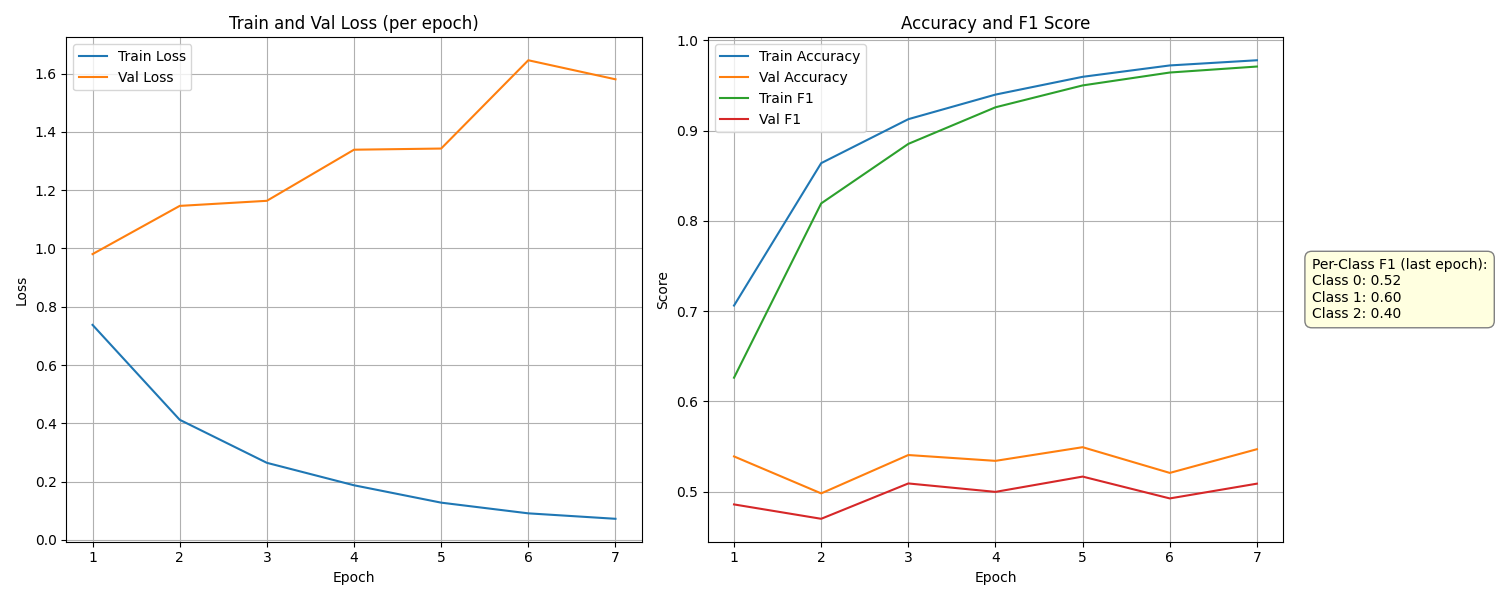 Train and Val Loss (per epoch)
Train Loss
Val Loss
1.6
1.4
1.2
1.0
0.8
0.6
0.4
0.2
0.0
Loss
1 2 3 4 5 6 7
Epoch
Accuracy and F1 Score
Train Accuracy
Val Accuracy
Train F1
Val F1
1.0
0.9
0.8
0.7
0.6
0.5
Score
1 2 3 4 5 6 7
Epoch
Per-Class F1 (last epoch):
Class 0: 0.52
Class 1: 0.60
Class 2: 0.40